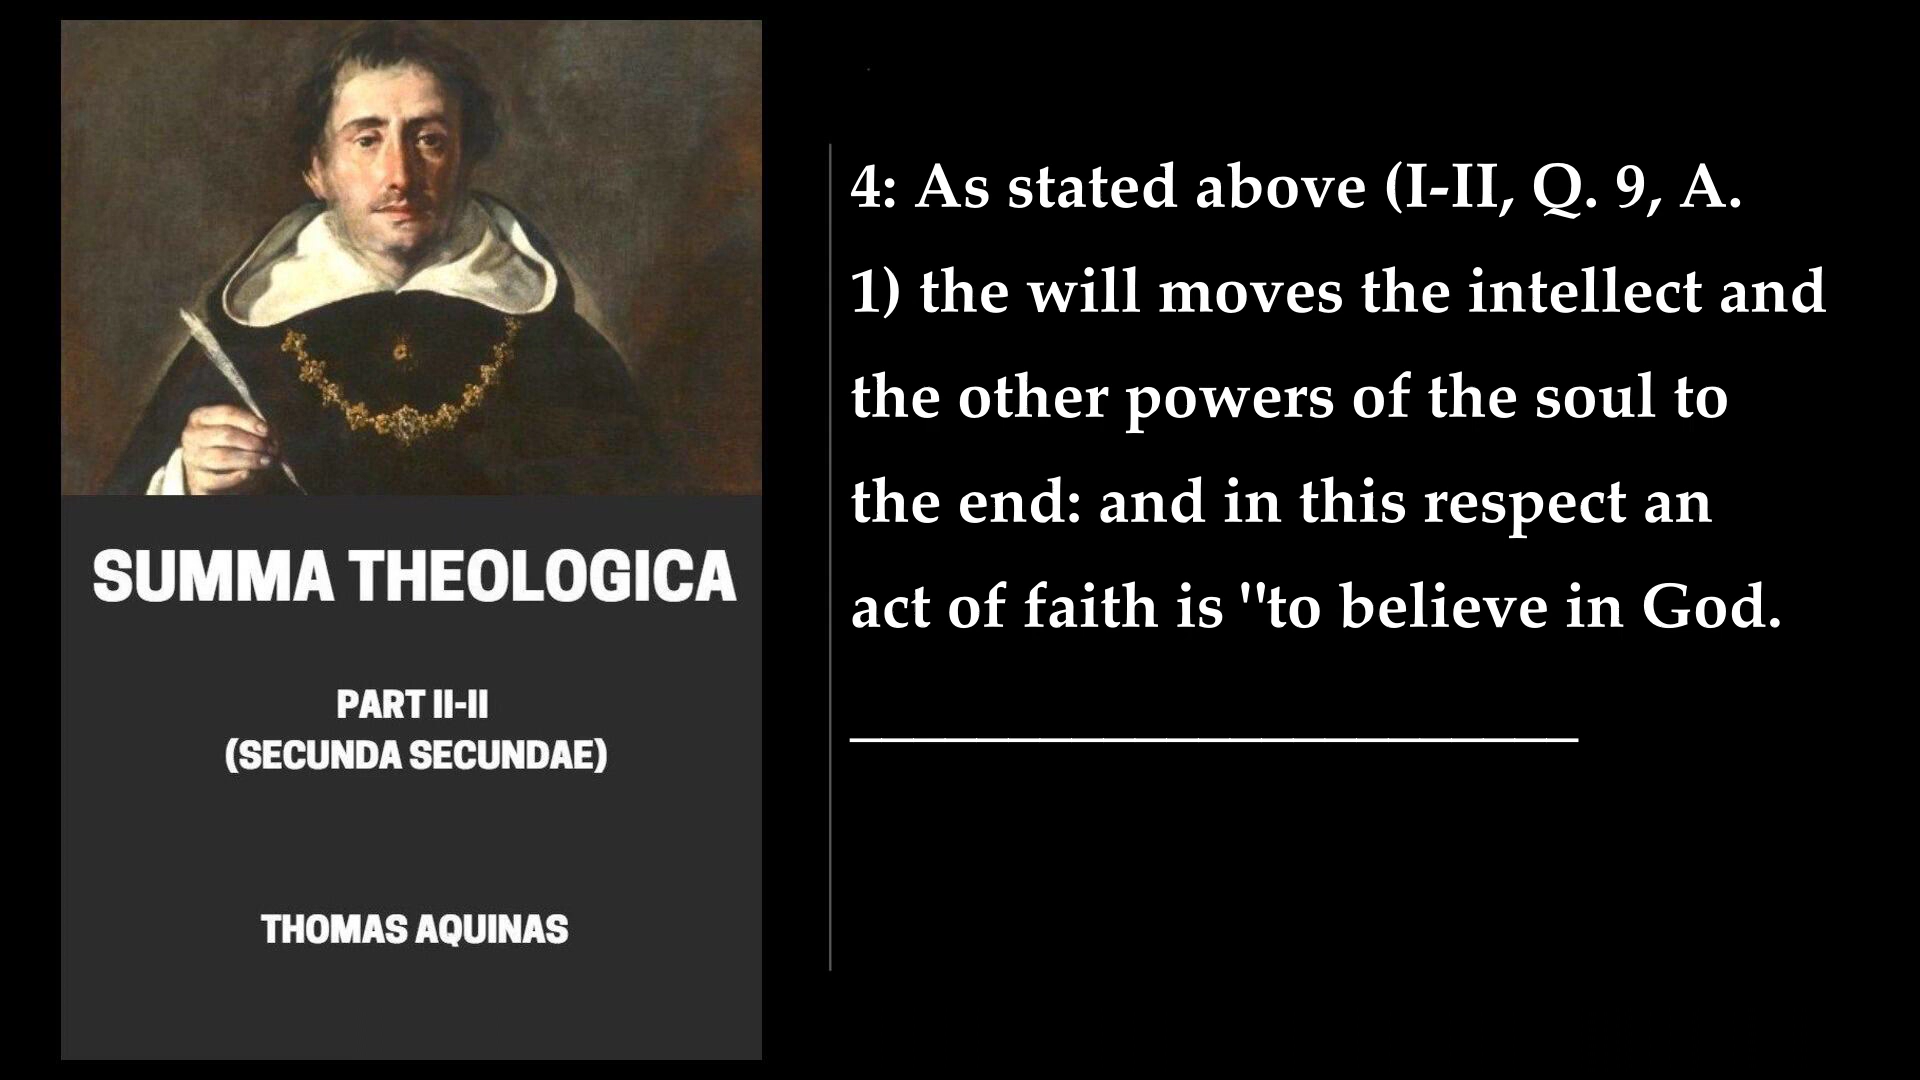 SUMMA THEOLOGICA
PART II-II
(SECUNDA SECUNDAE)
THOMAS AQUINAS
4: As stated above (I-II, Q. 9, A.
1) the will moves the intellect and
the other powers of the soul to
the end: and in this respect an
act of faith is "to believe in God.
_______________________